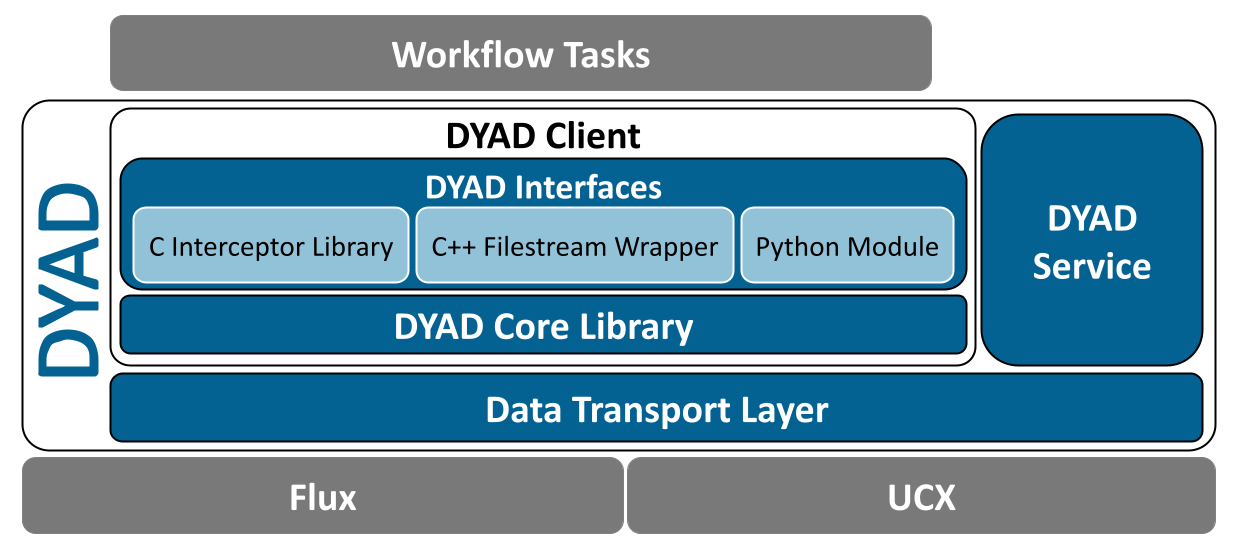 Workflow Tasks
DYAD
DYAD Client
DYAD Interfaces
C Interceptor Library
C++ Filestream Wrapper
Python Module
DYAD Core Library
DYAD
Service
Data Transport Layer
Flux
UCX